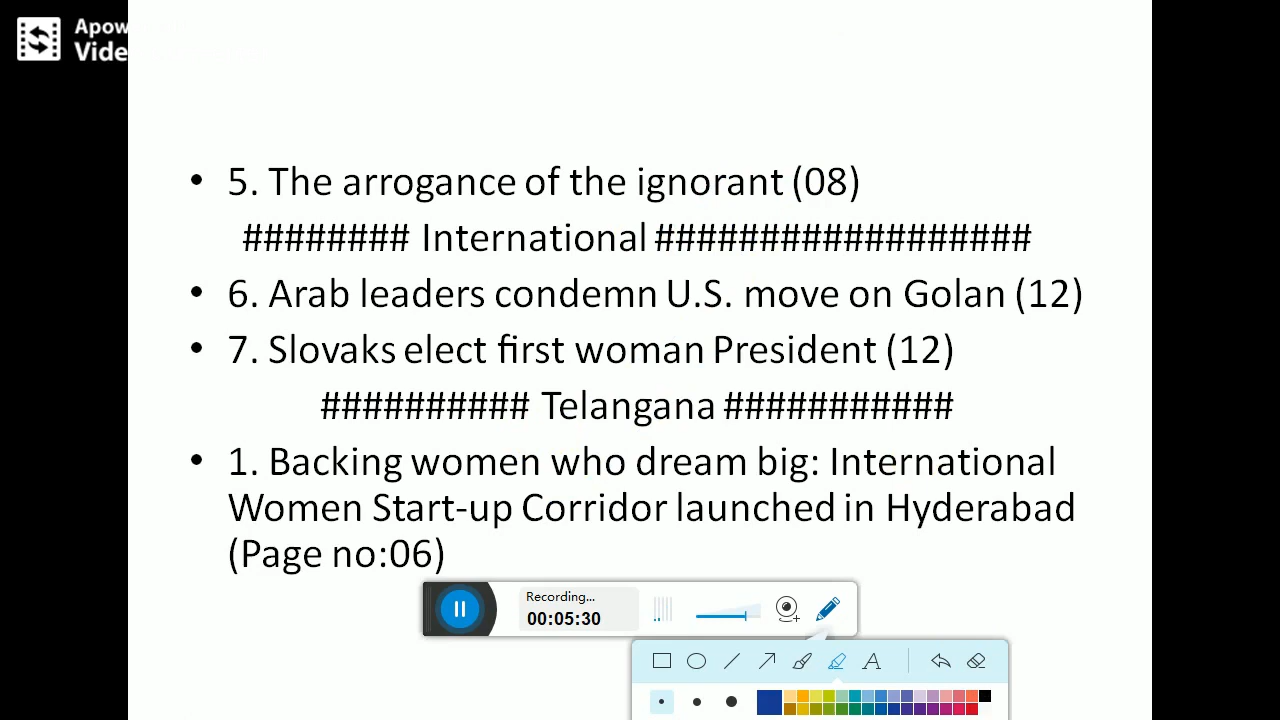 Apow
Vide
• 5. The arrogance of the ignorant (08)
######## International ##################
• 6. Arab leaders condemn U.S. move on Golan (12)
• 7. Slovaks elect first woman President (12)
########## Telangana ###########
• 1. Backing women who dream big: International
Women Start-up Corridor launched in Hyderabad
(Page no:06)
Recording...
00:05:30
A